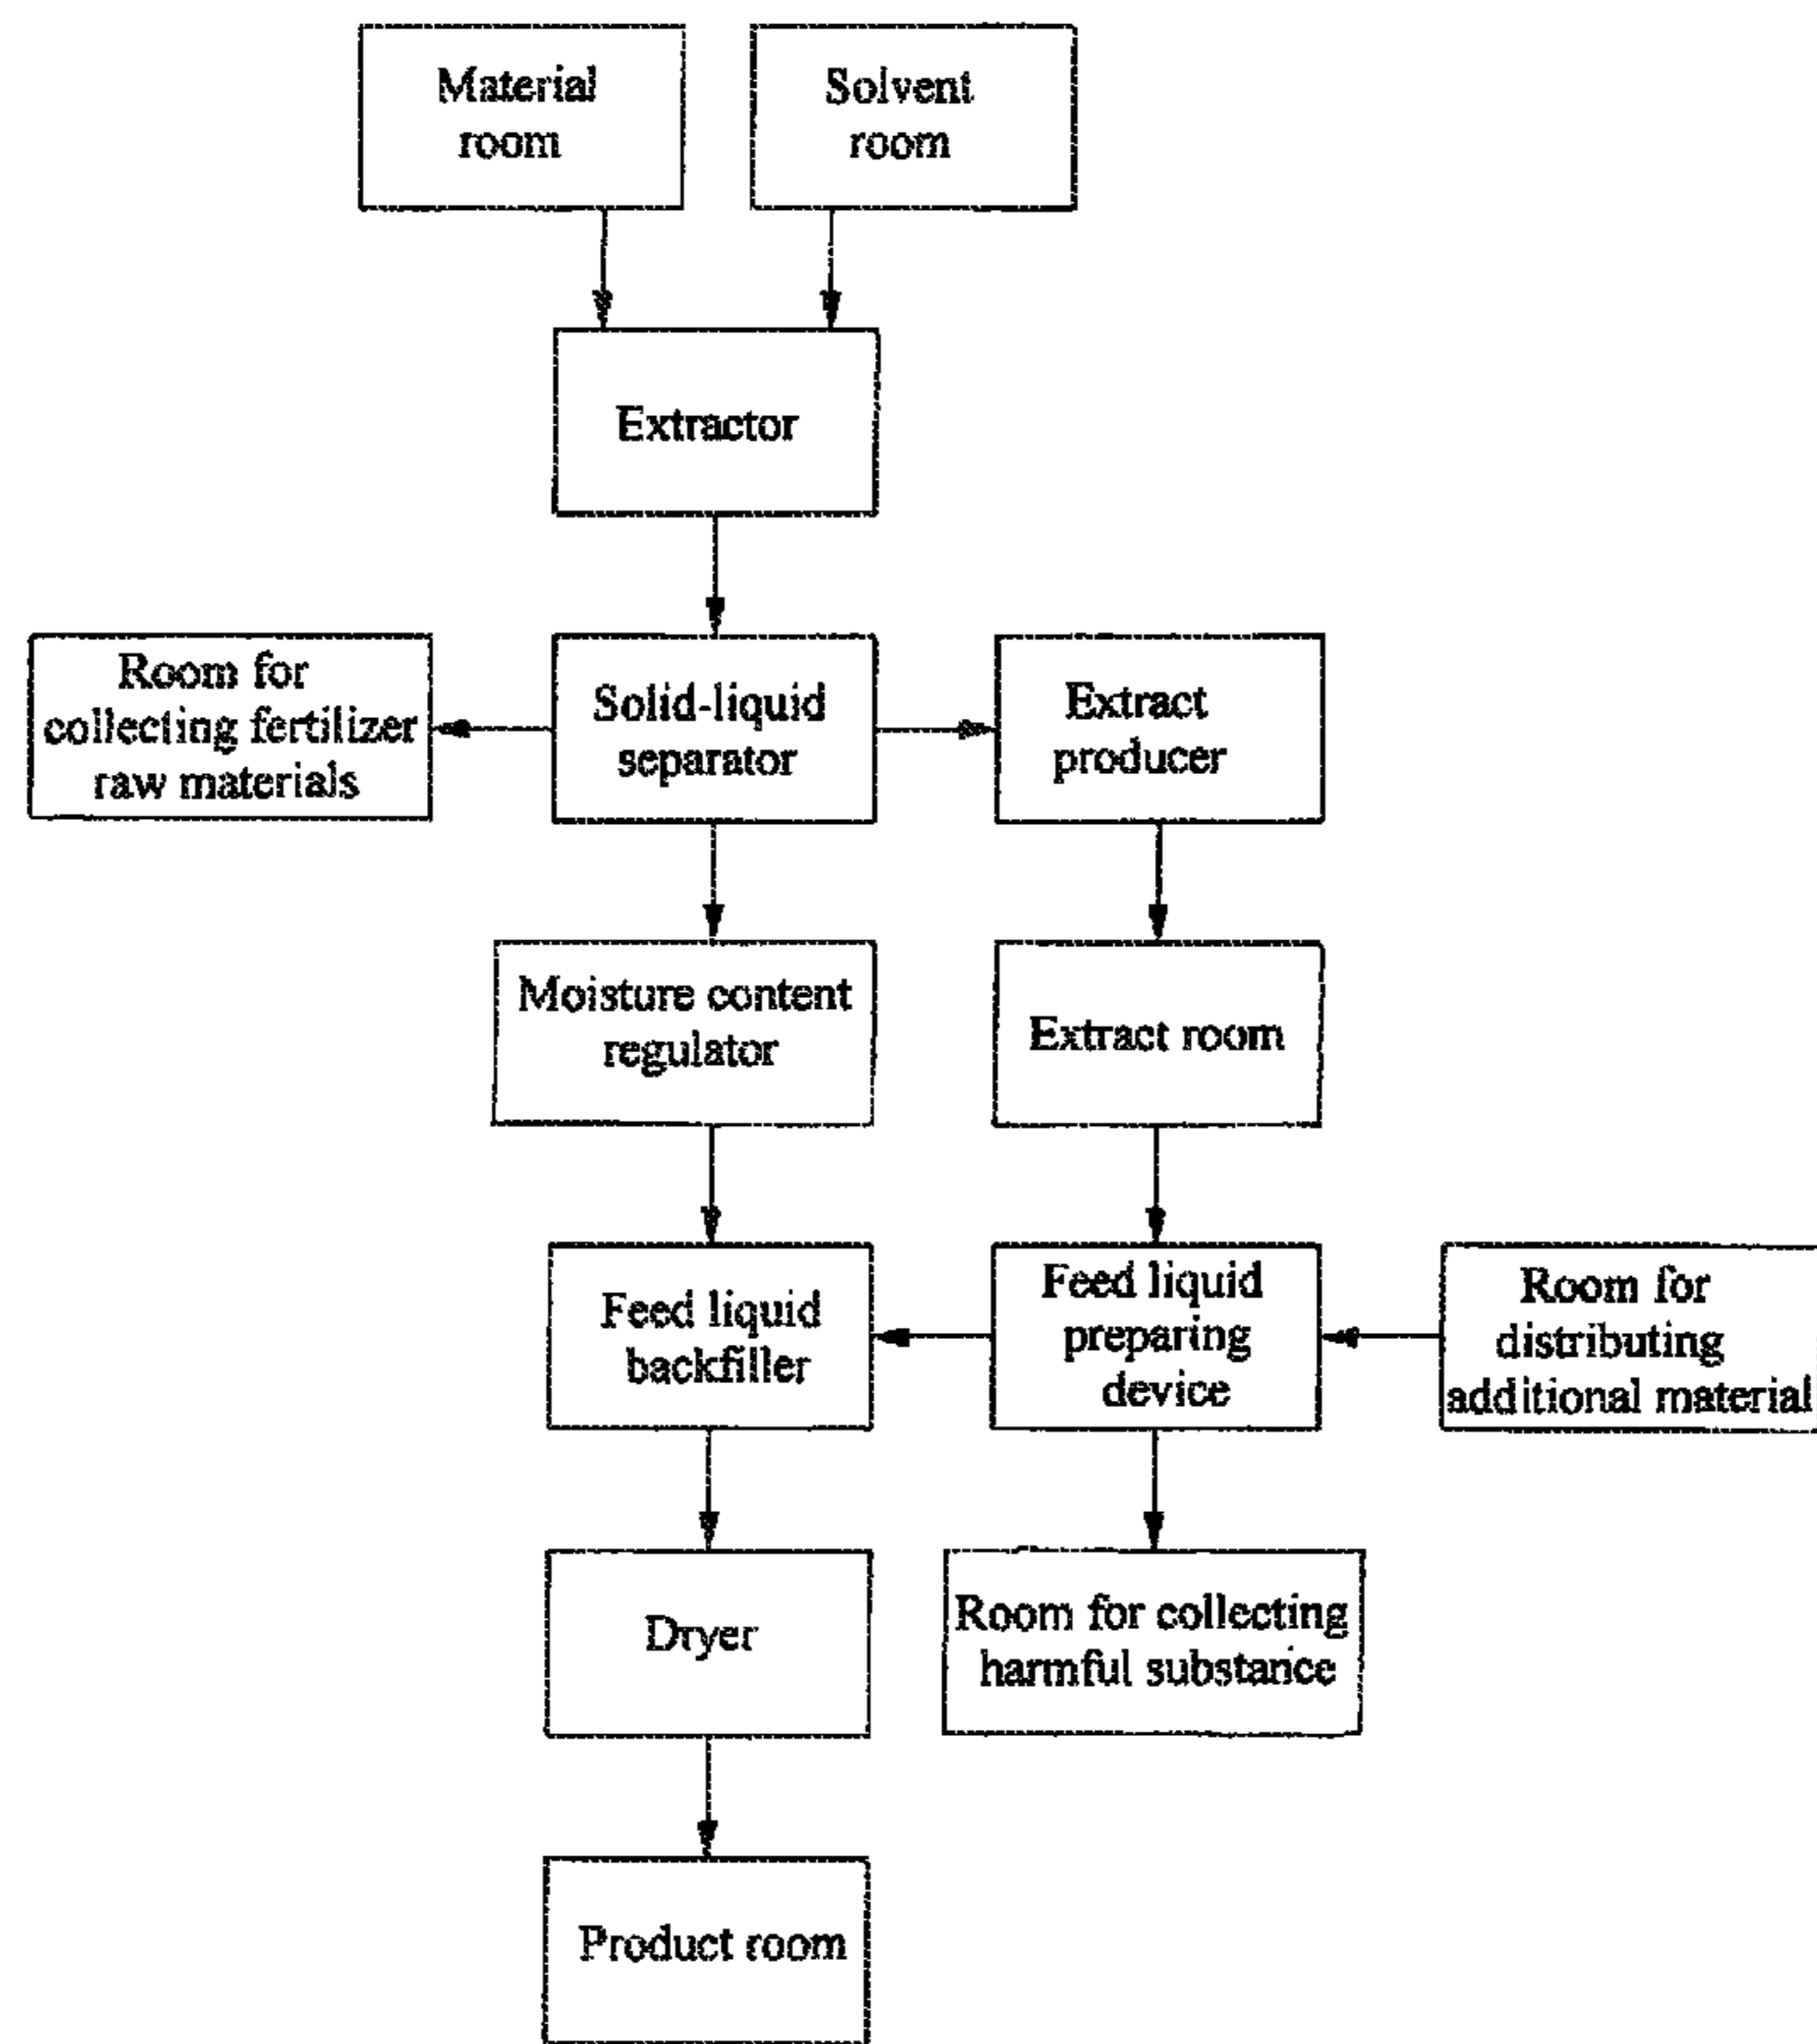 Material
room
Solvent
room
Extractor
Room for
collecting fertilizer
raw materials
Solid-liquid
separator
Extract
producer
Moisture content
regulator
Extract room
Feed liquid
backfiller
Feed liquid
preparing
device
Room for
distributing
additional material
Dryer
Room for collecting
harmful substance
Product room